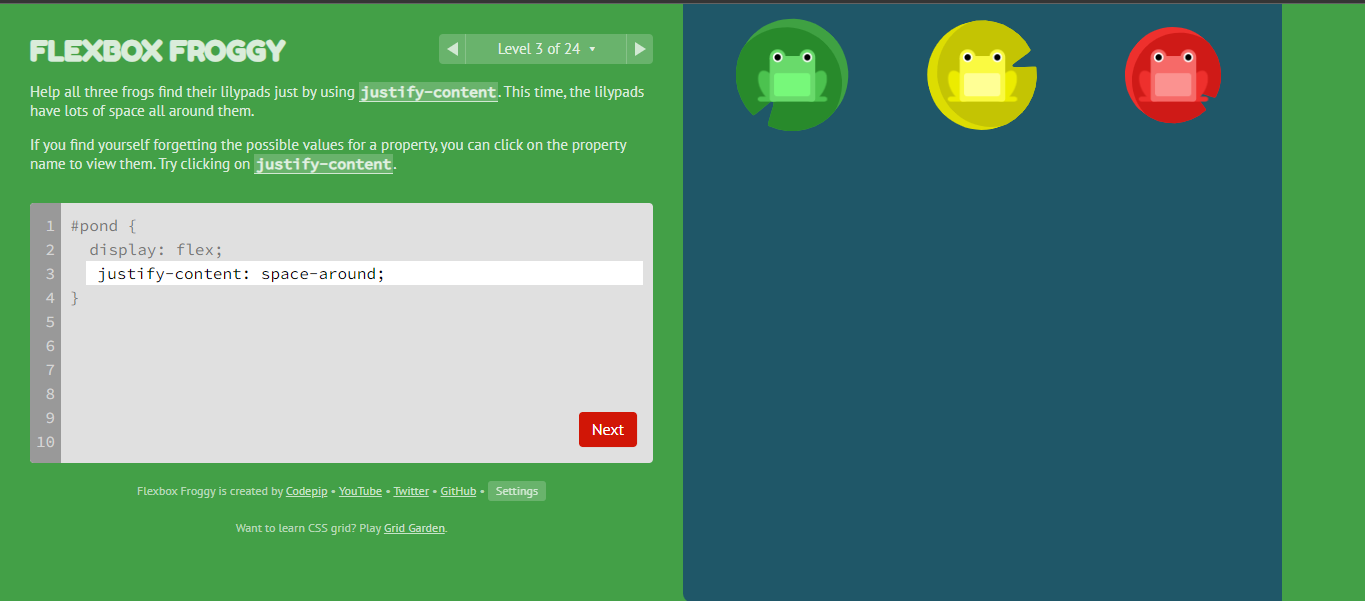 FLEXBOX FROGGY
Level 3 of 24
Help all three frogs find their lilypads just by using justify-content. This time, the lilypads
have lots of space all around them.
If you find yourself forgetting the possible values for a property, you can click on the property
name to view them. Try clicking on justify-content.
1 #pond {
2 display: flex;
3 justify-content: space-around;
4 }
5
6
7
8
9
10
Next
Flexbox Froggy is created by Codepip • YouTube • Twitter • GitHub • Settings
Want to learn CSS grid? Play Grid Garden.